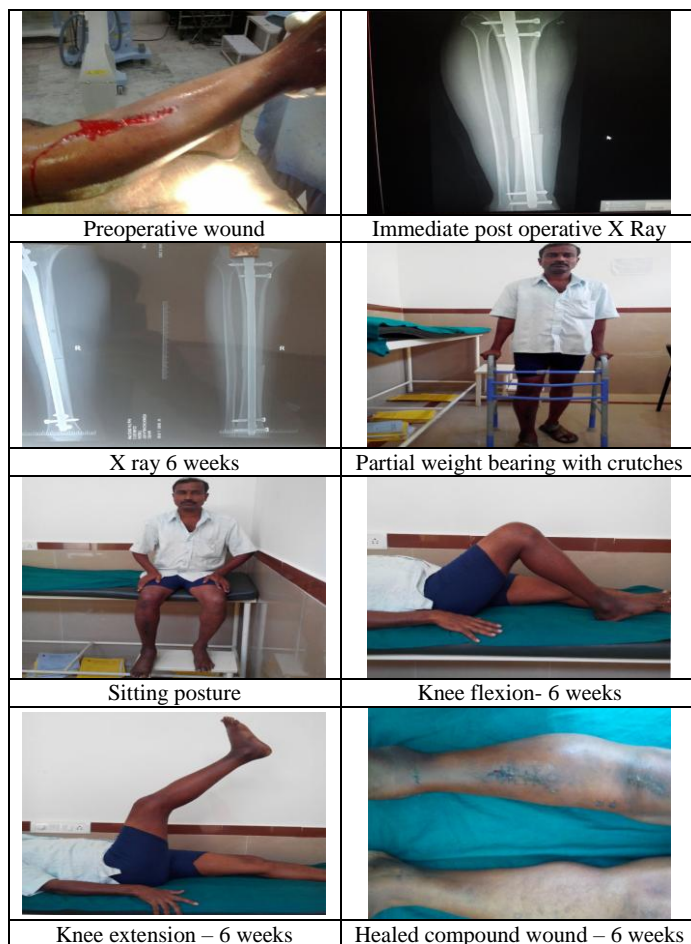 Preoperative wound
Immediate post operative X Ray
X ray 6 weeks
Partial weight bearing with crutches
Sitting posture
Knee flexion- 6 weeks
Knee extension – 6 weeks
Healed compound wound – 6 weeks